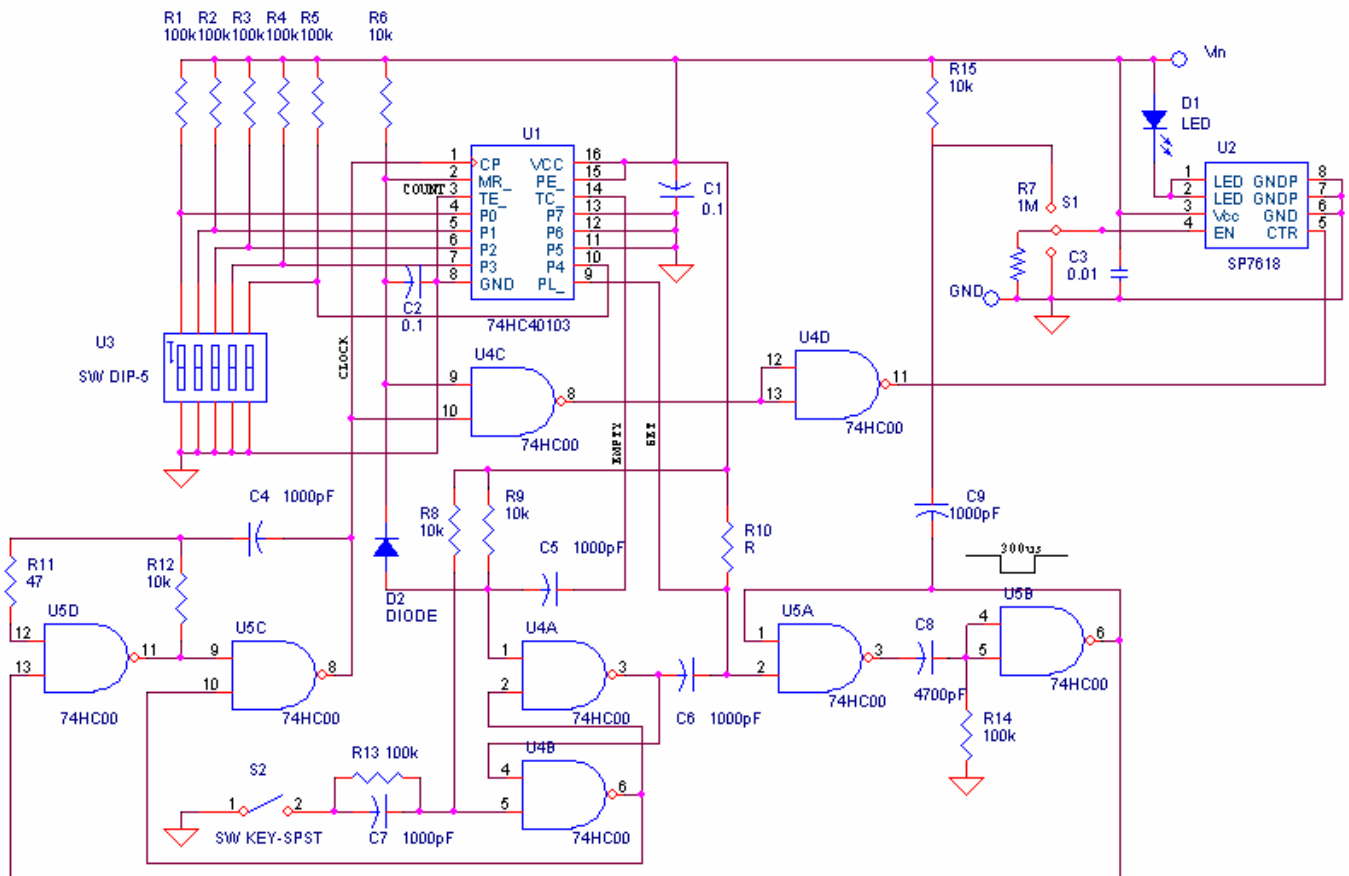 R1 R2 R3 R4 R5 R6
100k 100k 100k 100k 100k 10k
Vin
R15
10k
D1
LED
U1
1 CP VCC 16
2 MR_ PE_ 15
COUNT 3 TE_ TC_ 14
4 P0 P7 13
5 P1 P6 12
6 P2 P5 11
7 P3 P4 10
8 GND PL_ 9
74HC40103
C1
0.1
C2
0.1
R7
1M
S1
C3
0.01
GND
U2
1 LED GNDP 8
2 LED GNDP 7
3 Vcc GND 6
4 EN CTR 5
SP7618
U3
SW DIP-5
CLOCK
U4C
9
10
8
74HC00
U4D
12
13
11
74HC00
EMPTY
SET
C4 1000pF
R8
10k
R9
10k
R10
R
C9
1000pF
300us
R11
47
R12
10k
D2
DIODE
C5 1000pF
U5D
12
13
11
74HC00
U5C
9
10
8
74HC00
U4A
1
2
3
74HC00
C6 1000pF
U5A
1
2
3
74HC00
C8
4700pF
U5B
4
5
6
74HC00
R14
100k
S2
1 2
SW KEY-SPST
R13 100k
C7 1000pF
U4B
4
5
6
74HC00